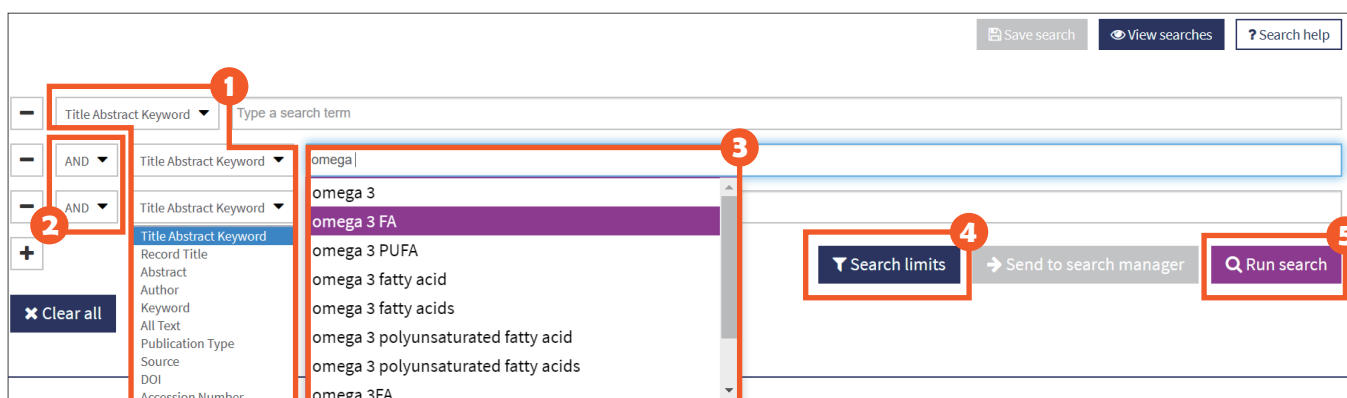 Save search View searches ? Search help
1
Title Abstract Keyword Type a search term
AND Title Abstract Keyword omega
3
AND Title Abstract Keyword
2
omega 3
omega 3 FA
omega 3 PUFA
omega 3 fatty acid
omega 3 fatty acids
omega 3 polyunsaturated fatty acid
omega 3 polyunsaturated fatty acids
omega 3FA
Title Abstract Keyword
Record Title
Abstract
Author
Keyword
All Text
Publication Type
Source
DOI
Accession Number
4
5
Search limits Send to search manager Run search
Clear all